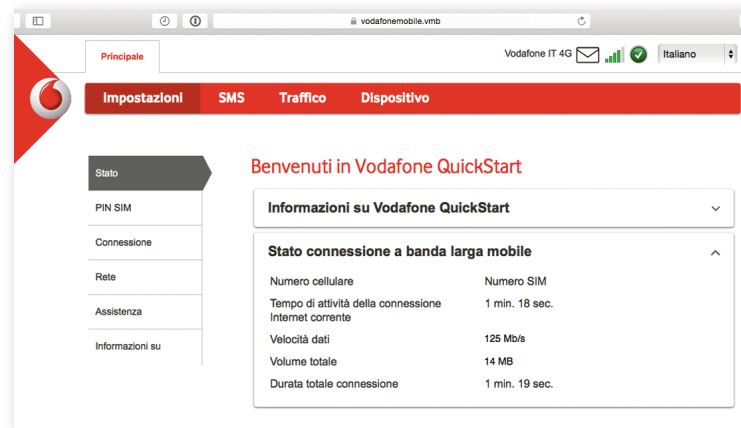 vodafonemobile.vmb
Principale
Vodafone IT 4G
Italiano
Impostazioni SMS Traffico Dispositivo
Stato
PIN SIM
Connessione
Rete
Assistenza
Informazioni su
Benvenuti in Vodafone QuickStart
Informazioni su Vodafone QuickStart
Stato connessione a banda larga mobile
Numero cellulare Numero SIM
Tempo di attività della connessione 1 min. 18 sec.
Internet corrente
Velocità dati 125 Mb/s
Volume totale 14 MB
Durata totale connessione 1 min. 19 sec.